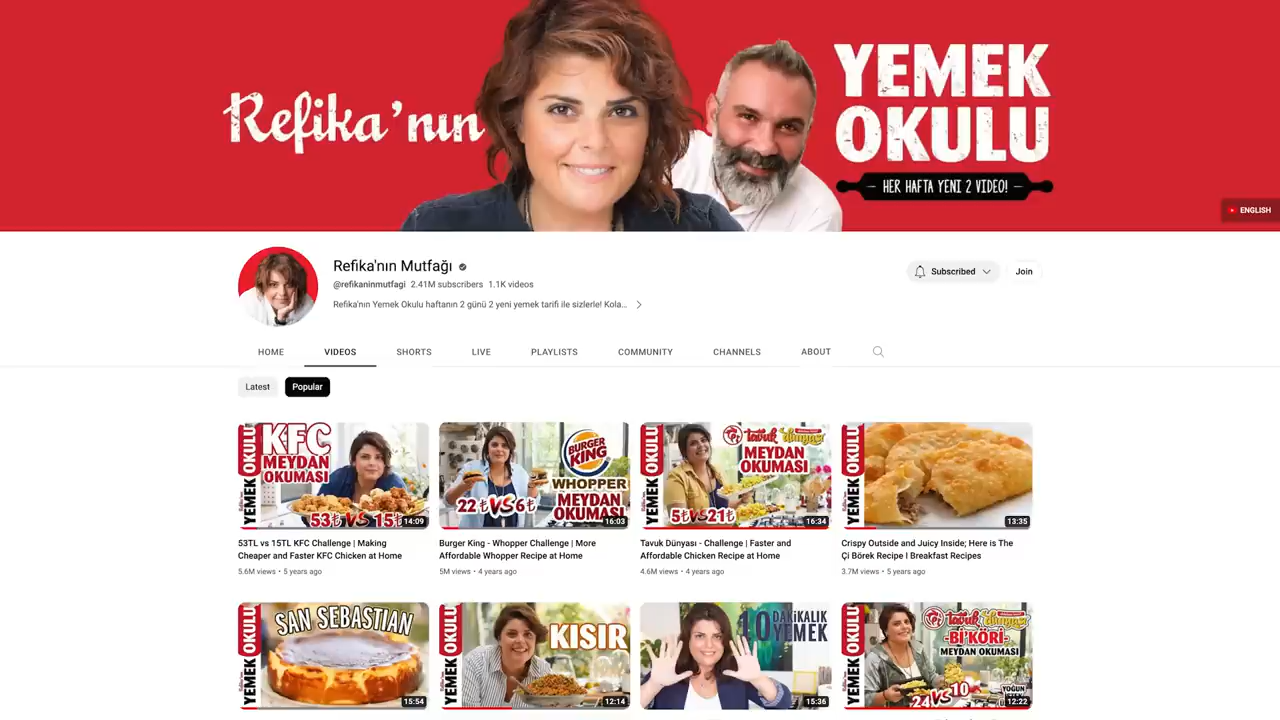 Refika'nın
YEMEK
OKULU
HER HAFTA YENİ 2 VİDEO!
ENGLISH
Refika'nın Mutfağı
@refikaninmutfagi 2.41M subscribers 1.1K videos
Refika'nın Yemek Okulu haftanın 2 günü 2 yeni yemek tarifi ile sizlerle! Kola...
Subscribed
Join
HOME VIDEOS SHORTS LIVE PLAYLISTS COMMUNITY CHANNELS ABOUT
Latest Popular
YEMEK OKULU
KFC
MEYDAN
OKUMASI
53₺ VS 15₺
14:09
YEMEK OKULU
BURGER
KING
WHOPPER
22₺ VS 6₺
MEYDAN
OKUMASI
16:03
YEMEK OKULU
tavuk dünyası
MEYDAN
OKUMASI
5₺ VS 21₺
16:34
YEMEK OKULU
13:35
53TL vs 15TL KFC Challenge | Making
Cheaper and Faster KFC Chicken at Home
5.6M views • 5 years ago
Burger King - Whopper Challenge | More
Affordable Whopper Recipe at Home
5M views • 4 years ago
Tavuk Dünyası - Challenge | Faster and
Affordable Chicken Recipe at Home
4.6M views • 4 years ago
Crispy Outside and Juicy Inside; Here is The
Çi Börek Recipe I Breakfast Recipes
3.7M views • 5 years ago
YEMEK OKULU
SAN SEBASTIAN
15:54
YEMEK OKULU
KISIR
12:14
10 DAKİKALIK
YEMEK
15:36
YEMEK OKULU
tavuk dünyası
-Bİ'KÖRİ-
MEYDAN OKUMASI
24 VS 10
YOĞUN
12:22